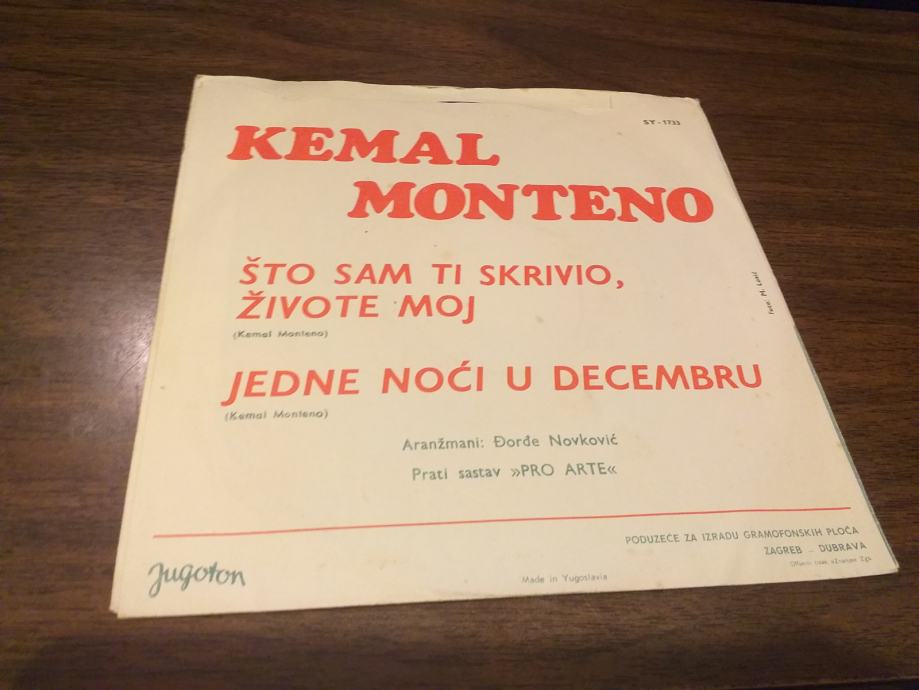 SY - 1733
KEMAL
MONTENO
ŠTO SAM TI SKRIVIO,
ŽIVOTE MOJ
(Kemal Monteno)
JEDNE NOĆI U DECEMBRU
(Kemal Monteno)
Aranžmani: Đorđe Novković
Prati sastav »PRO ARTE«
Foto: M.
PODUZEĆE ZA IZRADU GRAMOFONSKIH PLOČA
ZAGREB - DUBRAVA
Jugoton
Made in Yugoslavia